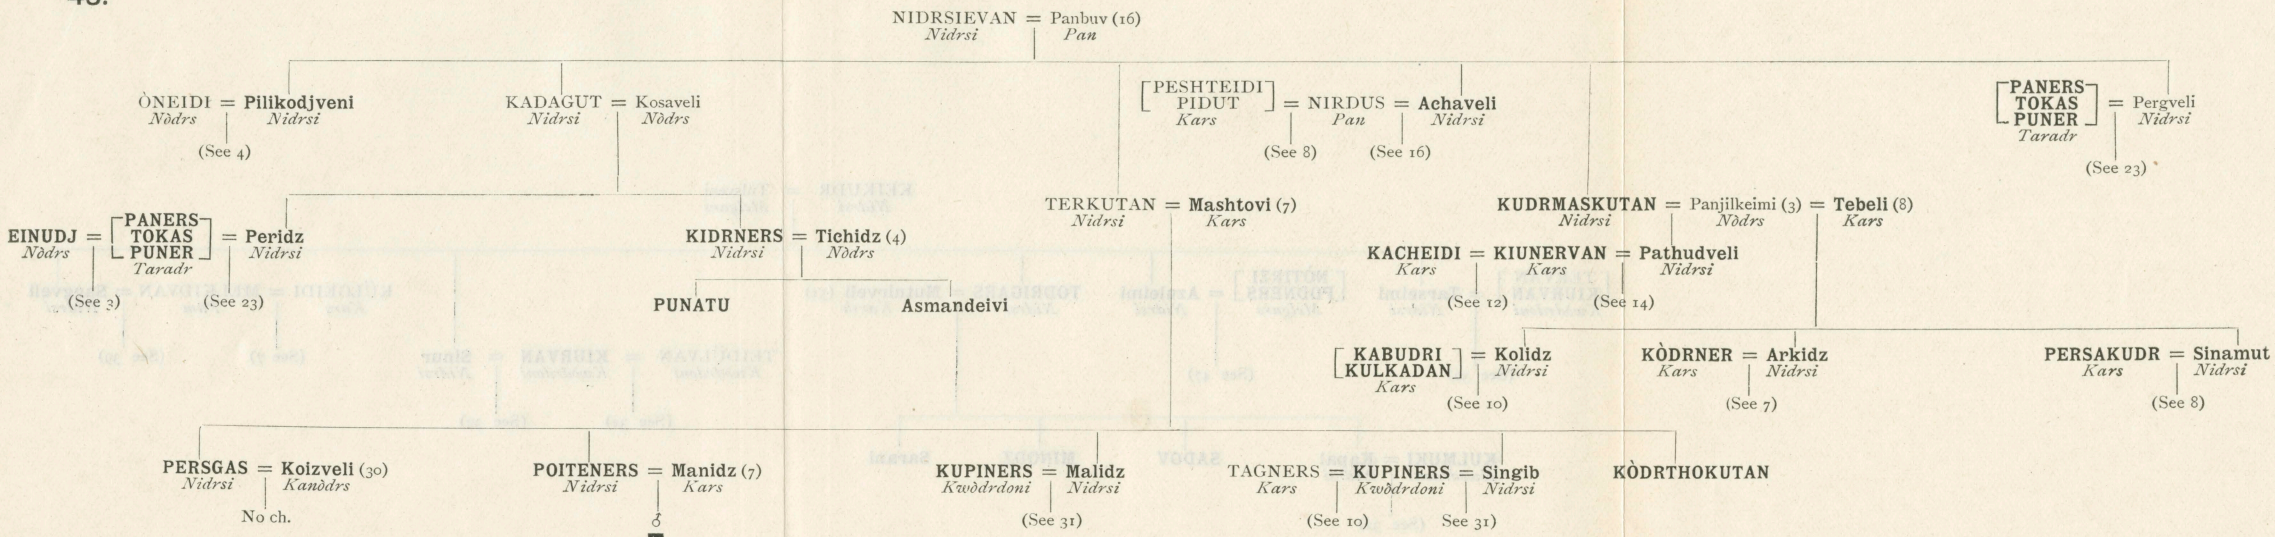 NIDRSIEVAN = Panbuv (16)
Nidrsi Pan
ÒNEIDI = Pilikodjveni
Nòdrs Nidrsi
(See 4)
KADAGUT = Kosaveli
Nidrsi Nòdrs
PESHTEIDI
PIDUT = NIRDUS = Achaveli
Kars Pan Nidrsi
(See 8) (See 16)
PANERS
TOKAS = Pergveli
PUNER Nidrsi
Taradr
(See 23)
PANERS
EINUDJ = TOKAS = Peridz
Nòdrs PUNER Nidrsi
Taradr
(See 3) (See 23)
KIDRNERS = Tichidz (4)
Nidrsi Nòdrs
PUNATU Asmandeivi
TERKUTAN = Mashtovi (7)
Nidrsi Kars
KUDRMASKUTAN = Panjilkeimi (3) = Tebeli (8)
Nidrsi Nòdrs Kars
KACHEIDI = KIUNERVAN = Pathudveli
Kars Kars Nidrsi
(See 12) (See 14)
KABUDRI = Kolidz
KULKADAN Nidrsi
Kars
(See 10)
KÒDRNER = Arkidz
Kars Nidrsi
(See 7)
PERSAKUDR = Sinamut
Kars Nidrsi
(See 8)
PERSGAS = Koizveli (30)
Nidrsi Kanòdrs
No ch.
POITENERS = Manidz (7)
Nidrsi Kars
♂
KUPINERS = Malidz
Kwòdrdoni Nidrsi
(See 31)
TAGNERS = KUPINERS = Singib
Kars Kwòdrdoni Nidrsi
(See 10) See 31)
KÒDRTHOKUTAN